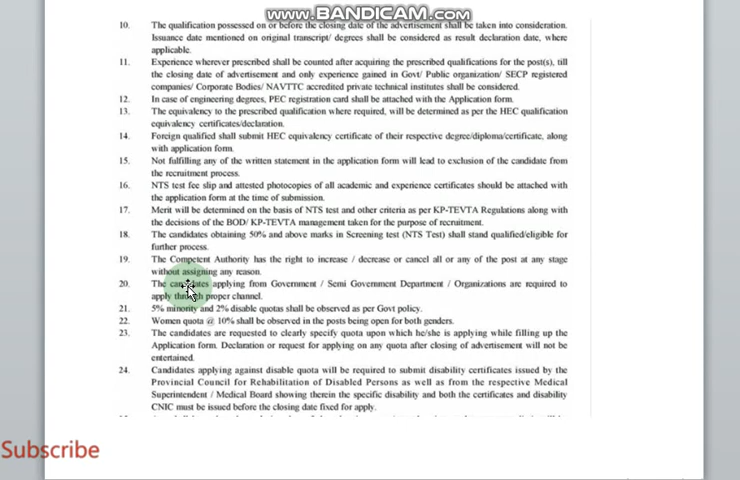 www.BANDICAM.com
10. The qualification possessed on or before the closing date of the advertisement shall be taken into consideration.
Issuance date mentioned on original transcript/ degrees shall be considered as result declaration date, where
applicable.
11. Experience wherever prescribed shall be counted after acquiring the prescribed qualifications for the post(s), till
the closing date of advertisement and only experience gained in Govt/ Public organization/ SECP registered
companies/ Corporate Bodies/ NAVTTC accredited private technical institutes shall be considered.
12. In case of engineering degrees, PEC registration card shall be attached with the Application form.
13. The equivalency to the prescribed qualification where required, will be determined as per the HEC qualification
equivalency certificates/declaration.
14. Foreign qualified shall submit HEC equivalency certificate of their respective degree/diploma/certificate, along
with application form.
15. Not fulfilling any of the written statement in the application form will lead to exclusion of the candidate from
the recruitment process.
16. NTS test fee slip and attested photocopies of all academic and experience certificates should be attached with
the application form at the time of submission.
17. Merit will be determined on the basis of NTS test and other criteria as per KP-TEVTA Regulations along with
the decisions of the BOD/ KP-TEVTA management taken for the purpose of recruitment.
18. The candidates obtaining 50% and above marks in Screening test (NTS Test) shall stand qualified/eligible for
further process.
19. The Competent Authority has the right to increase / decrease or cancel all or any of the post at any stage
without assigning any reason.
20. The candidates applying from Government / Semi Government Department / Organizations are required to
apply through proper channel.
21. 5% minority and 2% disable quotas shall be observed as per Govt policy.
22. Women quota @ 10% shall be observed in the posts being open for both genders.
23. The candidates are requested to clearly specify quota upon which he/she is applying while filling up the
Application form. Declaration or request for applying on any quota after closing of advertisement will not be
entertained.
24. Candidates applying against disable quota will be required to submit disability certificates issued by the
Provincial Council for Rehabilitation of Disabled Persons as well as from the respective Medical
Superintendent / Medical Board showing therein the specific disability and both the certificates and disability
CNIC must be issued before the closing date fixed for apply.
Subscribe